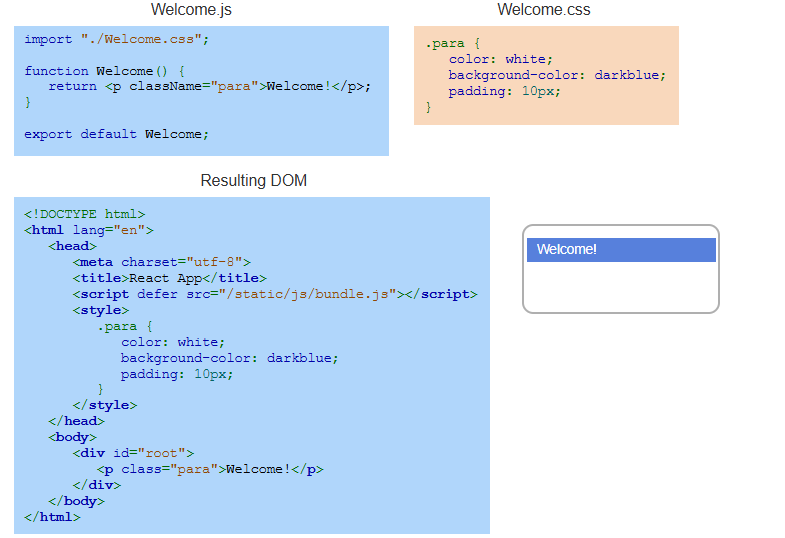 Welcome.js
import "./Welcome.css";
function Welcome() {
   return <p className="para">Welcome!</p>;
}
export default Welcome;
Welcome.css
.para {
   color: white;
   background-color: darkblue;
   padding: 10px;
}
Resulting DOM
<!DOCTYPE html>
<html lang="en">
   <head>
      <meta charset="utf-8">
      <title>React App</title>
      <script defer src="/static/js/bundle.js"></script>
      <style>
         .para {
            color: white;
            background-color: darkblue;
            padding: 10px;
         }
      </style>
   </head>
   <body>
      <div id="root">
         <p class="para">Welcome!</p>
      </div>
   </body>
</html>
Welcome!